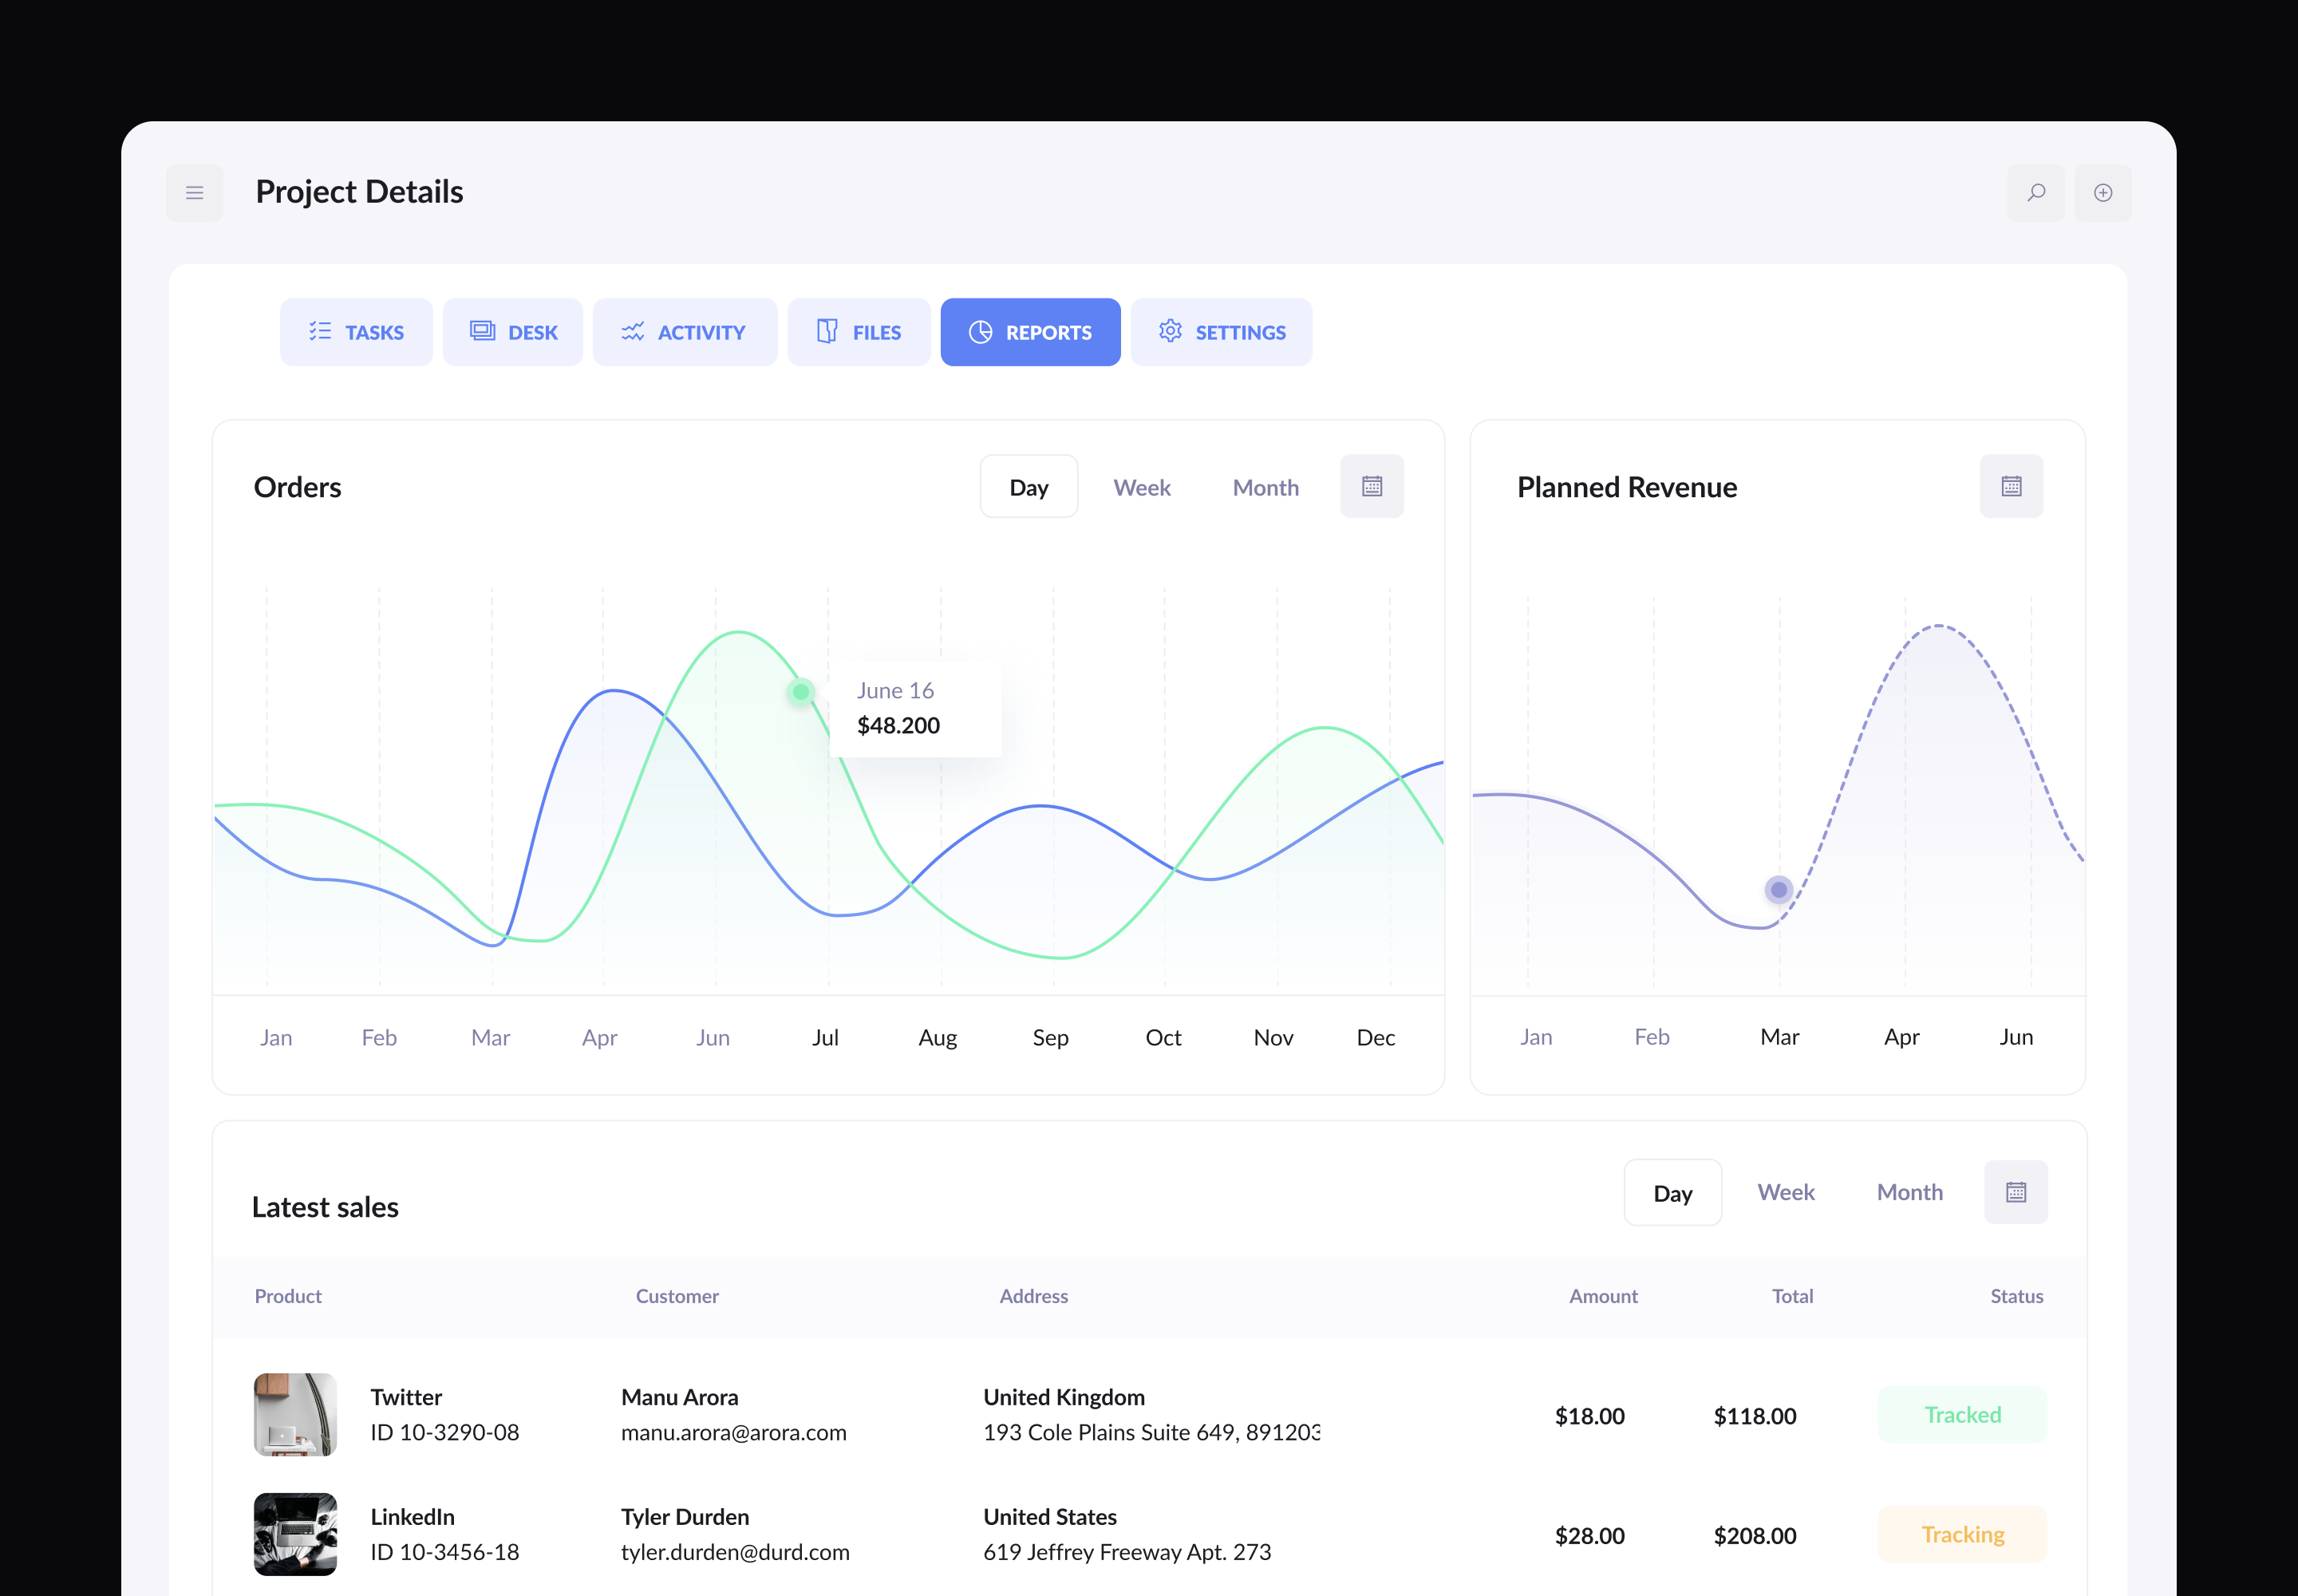 Project Details
TASKS DESK ACTIVITY FILES REPORTS SETTINGS
Orders
Day Week Month
June 16
$48.200
Jan Feb Mar Apr Jun Jul Aug Sep Oct Nov Dec
Planned Revenue
Jan Feb Mar Apr Jun
Latest sales
Day Week Month
Product Customer Address Amount Total Status
Twitter Manu Arora United Kingdom
ID 10-3290-08 manu.arora@arora.com 193 Cole Plains Suite 649, 891203
$18.00 $118.00 Tracked
LinkedIn Tyler Durden United States
ID 10-3456-18 tyler.durden@durd.com 619 Jeffrey Freeway Apt. 273
$28.00 $208.00 Tracking